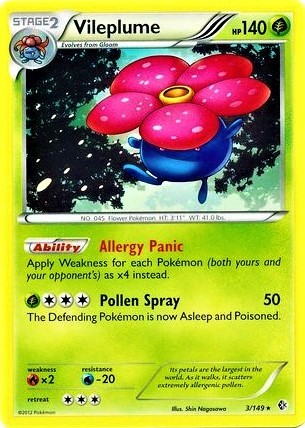 STAGE2 Vileplume HP140
Evolves from Gloom
NO. 045 Flower Pokémon HT: 3'11" WT: 41.0 lbs.
Ability Allergy Panic
Apply Weakness for each Pokémon (both yours and
your opponent's) as x4 instead.
Pollen Spray 50
The Defending Pokémon is now Asleep and Poisoned.
weakness resistance
×2 -20
retreat
Its petals are the largest in the
world. As it walks, it scatters
extremely allergenic pollen.
Illus. Shin Nagasawa 3/149 ★
©2012 Pokémon